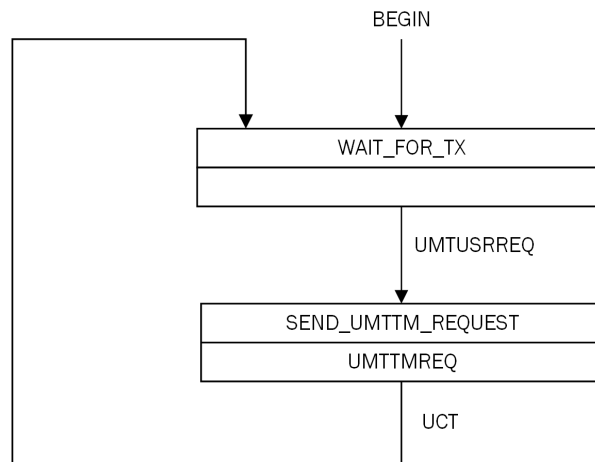 BEGIN
WAIT_FOR_TX
UMTUSRREQ
SEND_UMTTM_REQUEST
UMTTMREQ
UCT